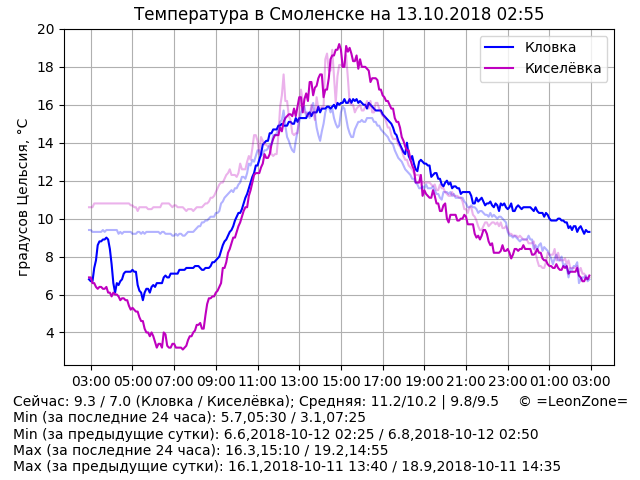 Температура в Смоленске на 13.10.2018 02:55
градусов Цельсия, °C
20
18
16
14
12
10
8
6
4
Кловка
Киселёвка
03:00 05:00 07:00 09:00 11:00 13:00 15:00 17:00 19:00 21:00 23:00 01:00 03:00
Сейчас: 9.3 / 7.0 (Кловка / Киселёвка); Средняя: 11.2/10.2 | 9.8/9.5 © =LeonZone=
Min (за последние 24 часа): 5.7,05:30 / 3.1,07:25
Min (за предыдущие сутки): 6.6,2018-10-12 02:25 / 6.8,2018-10-12 02:50
Max (за последние 24 часа): 16.3,15:10 / 19.2,14:55
Max (за предыдущие сутки): 16.1,2018-10-11 13:40 / 18.9,2018-10-11 14:35